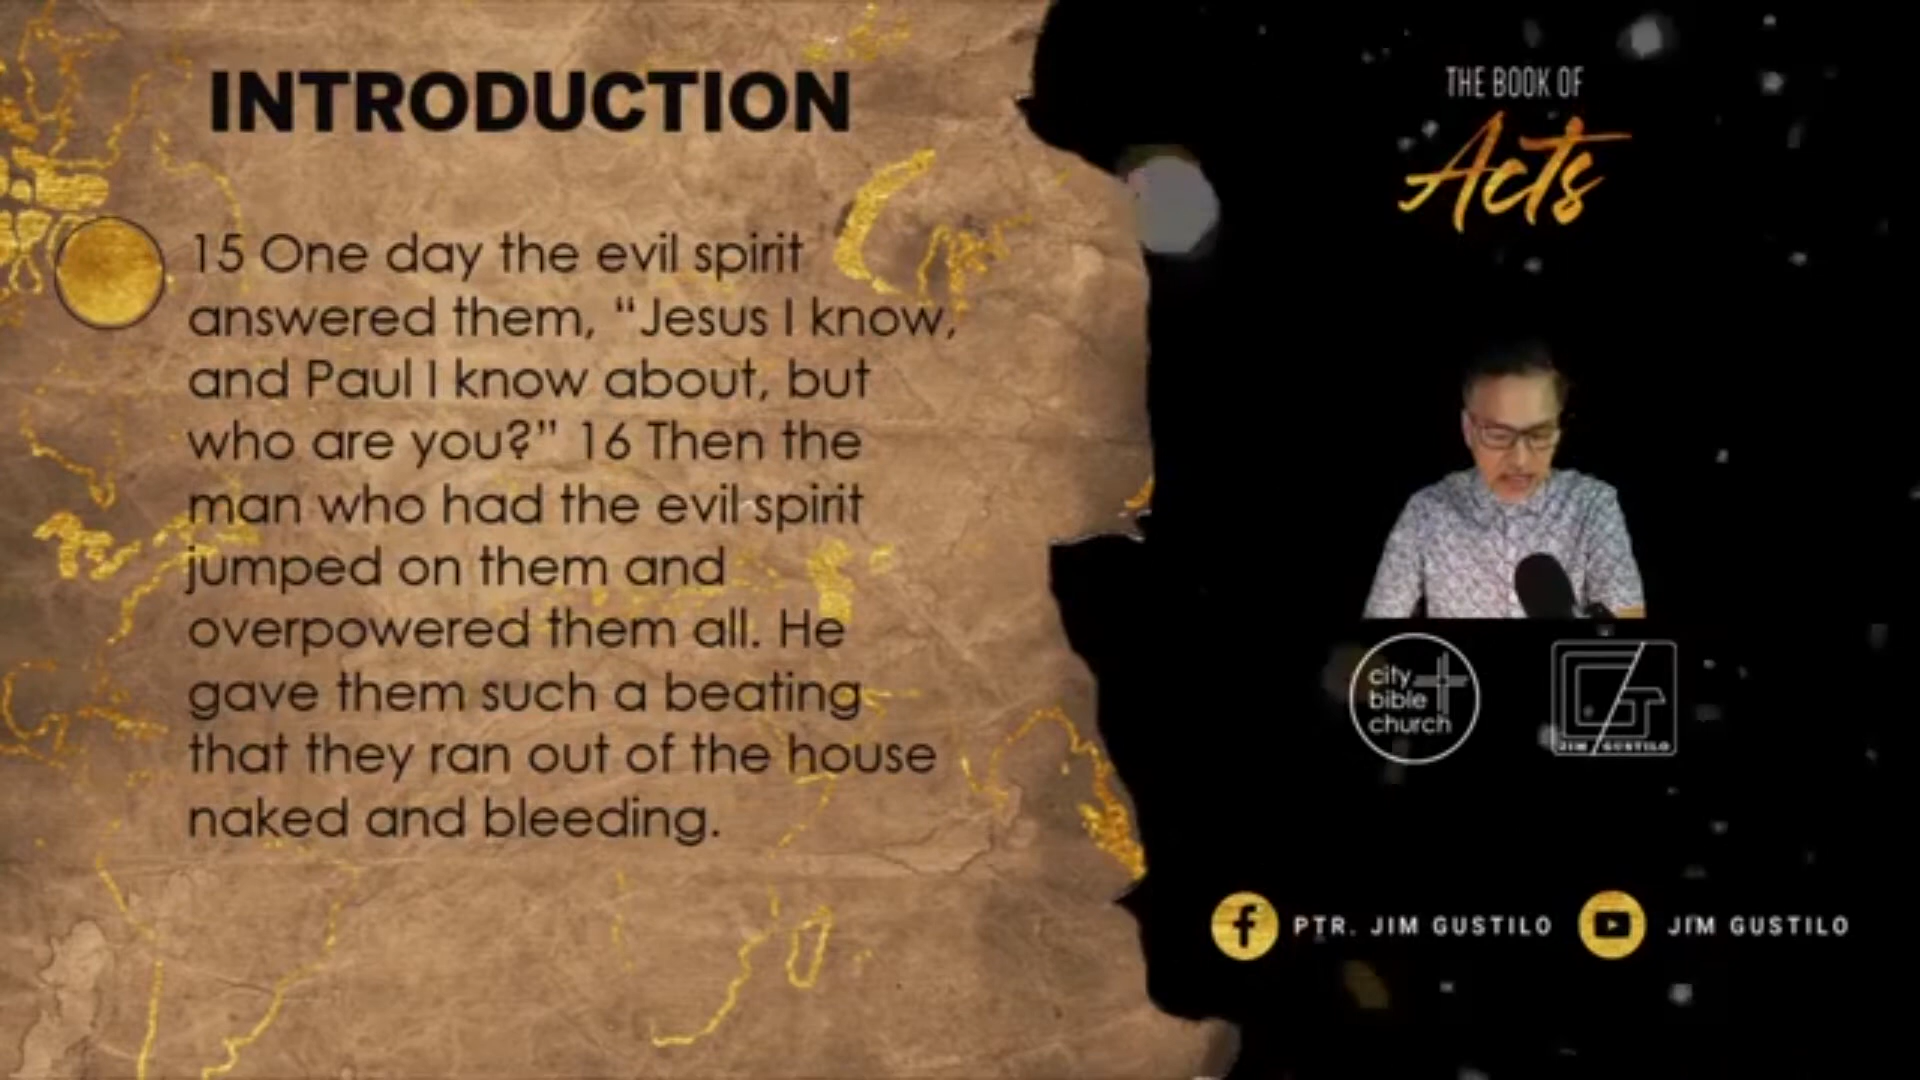 INTRODUCTION
15 One day the evil spirit
answered them, “Jesus I know,
and Paul I know about, but
who are you?” 16 Then the
man who had the evil spirit
jumped on them and
overpowered them all. He
gave them such a beating
that they ran out of the house
naked and bleeding.
THE BOOK OF
Acts
city
bible
church
JIM GUSTILO
PTR. JIM GUSTILO
JIM GUSTILO